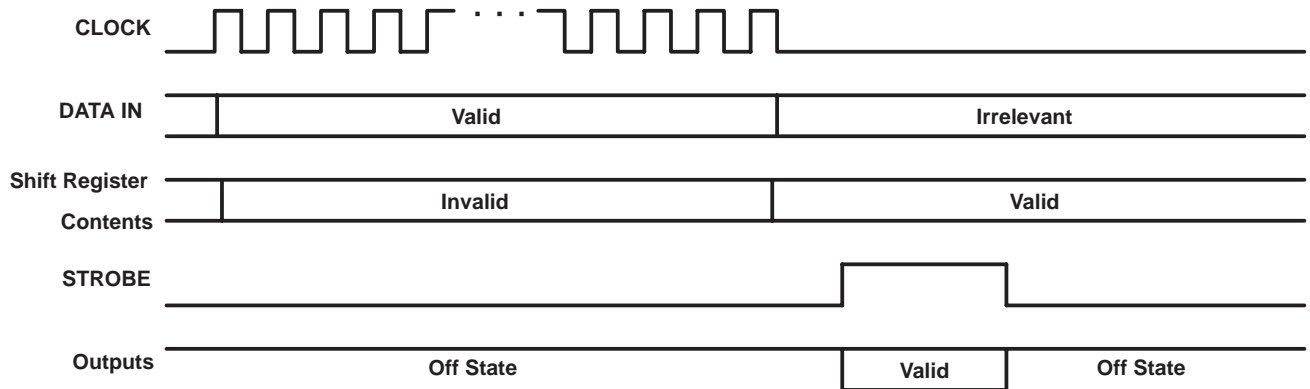 CLOCK
. . .
DATA IN
Valid
Irrelevant
Shift Register
Contents
Invalid
Valid
STROBE
Outputs
Off State
Valid
Off State